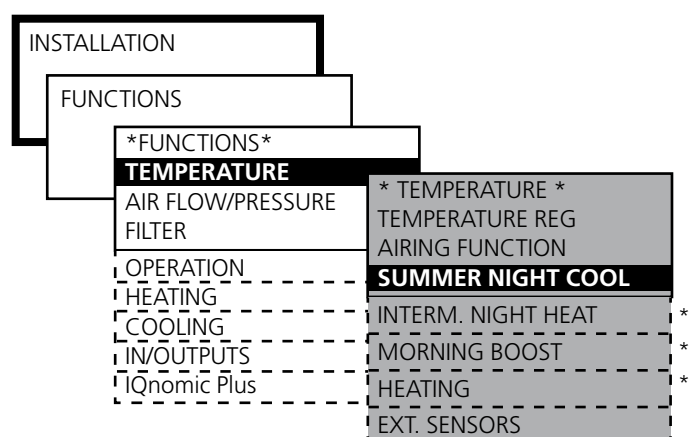 INSTALLATION
FUNCTIONS
*FUNCTIONS*
TEMPERATURE
AIR FLOW/PRESSURE
FILTER
OPERATION
HEATING
COOLING
IN/OUTPUTS
IQnomic Plus
* TEMPERATURE *
TEMPERATURE REG
AIRING FUNCTION
SUMMER NIGHT COOL
INTERM. NIGHT HEAT *
MORNING BOOST *
HEATING *
EXT. SENSORS